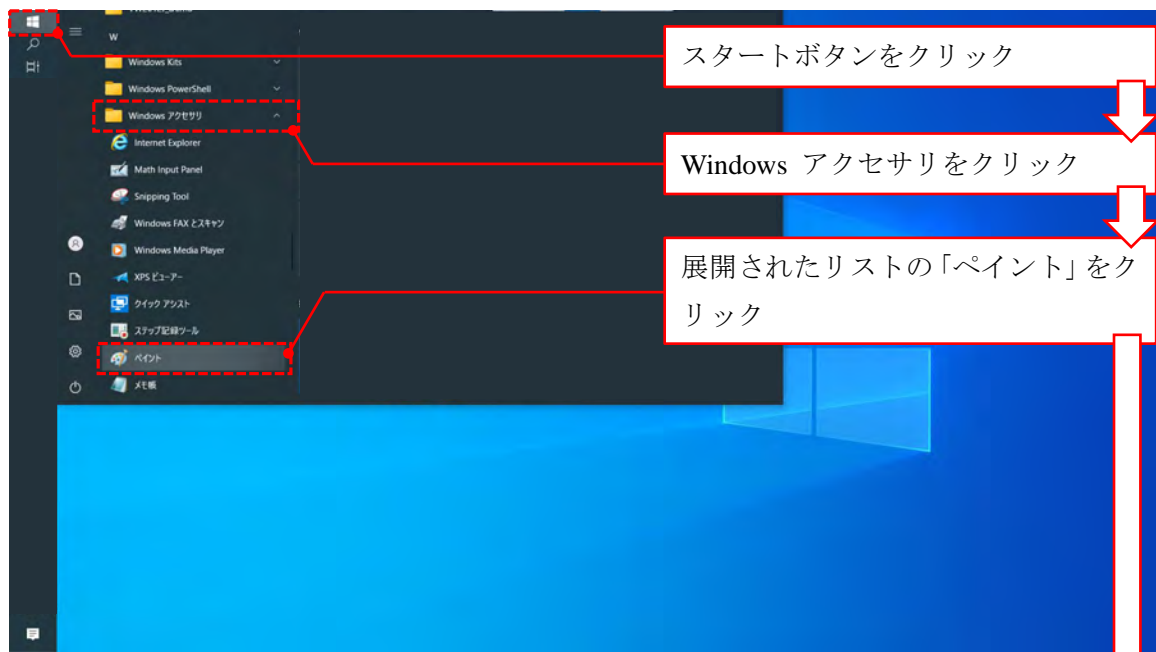 W
Windows Kits
Windows PowerShell
Windows アクセサリ
Internet Explorer
Math Input Panel
Snipping Tool
Windows FAX とスキャン
Windows Media Player
XPS ビューアー
クイック アシスト
ステップ記録ツール
ペイント
メモ帳
スタートボタンをクリック
Windows アクセサリをクリック
展開されたリストの「ペイント」をク
リック